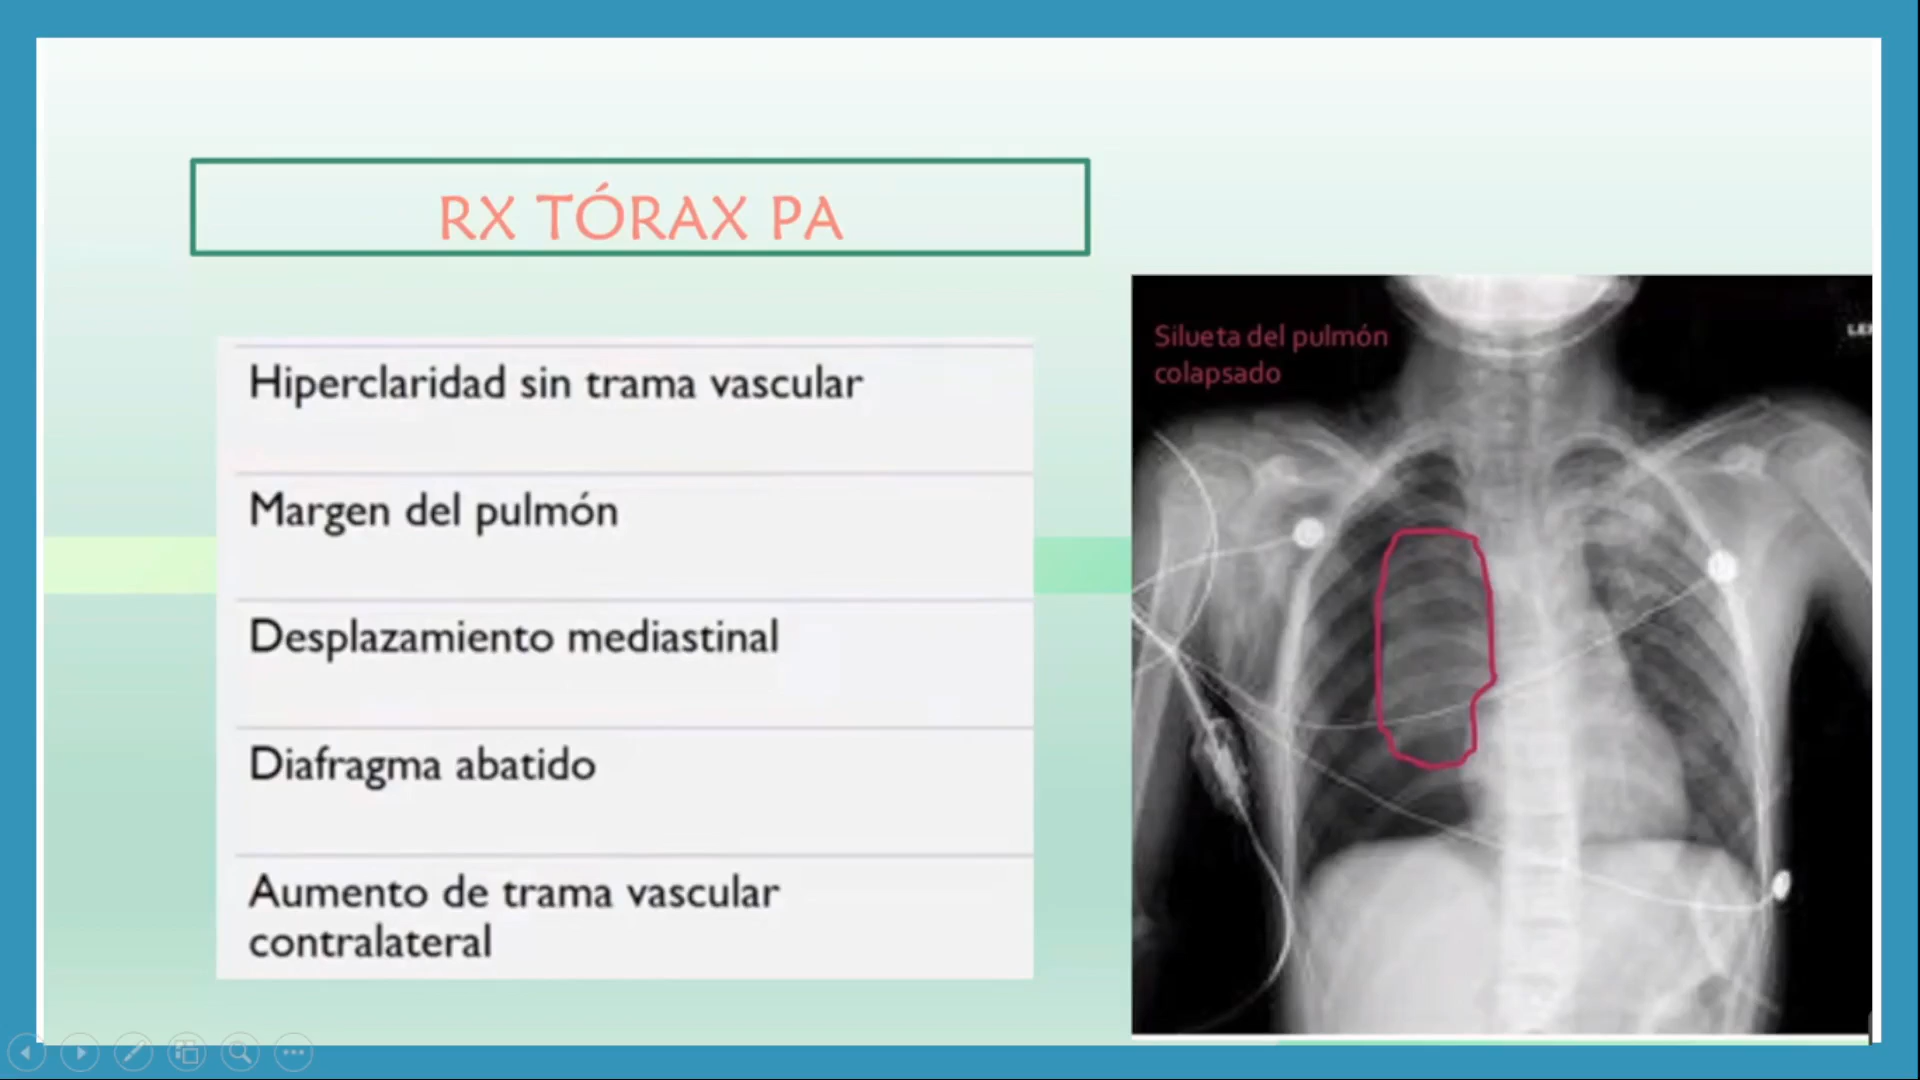 RX TÓRAX PA
Hiperclaridad sin trama vascular
Margen del pulmón
Desplazamiento mediastinal
Diafragma abatido
Aumento de trama vascular
contralateral
Silueta del pulmón
colapsado